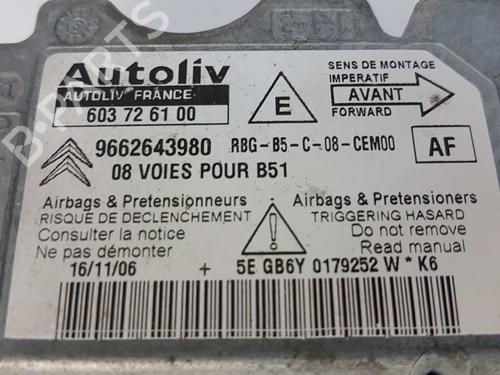 Autoliv
AUTOLIV FRANCE
603 72 61 00
E
SENS DE MONTAGE
IMPERATIF
AVANT
FORWARD
9662643980 RBG-B5-C-08-CEM00 AF
08 VOIES POUR B51
Airbags & Pretensionneurs
RISQUE DE DECLENCHEMENT
Consulter la notice
Ne pas démonter
Airbags & Pretensioners
TRIGGERING HASARD
Do not remove
Read manual
16/11/06 + 5E GB6Y 0179252 W * K6
B-PARTS